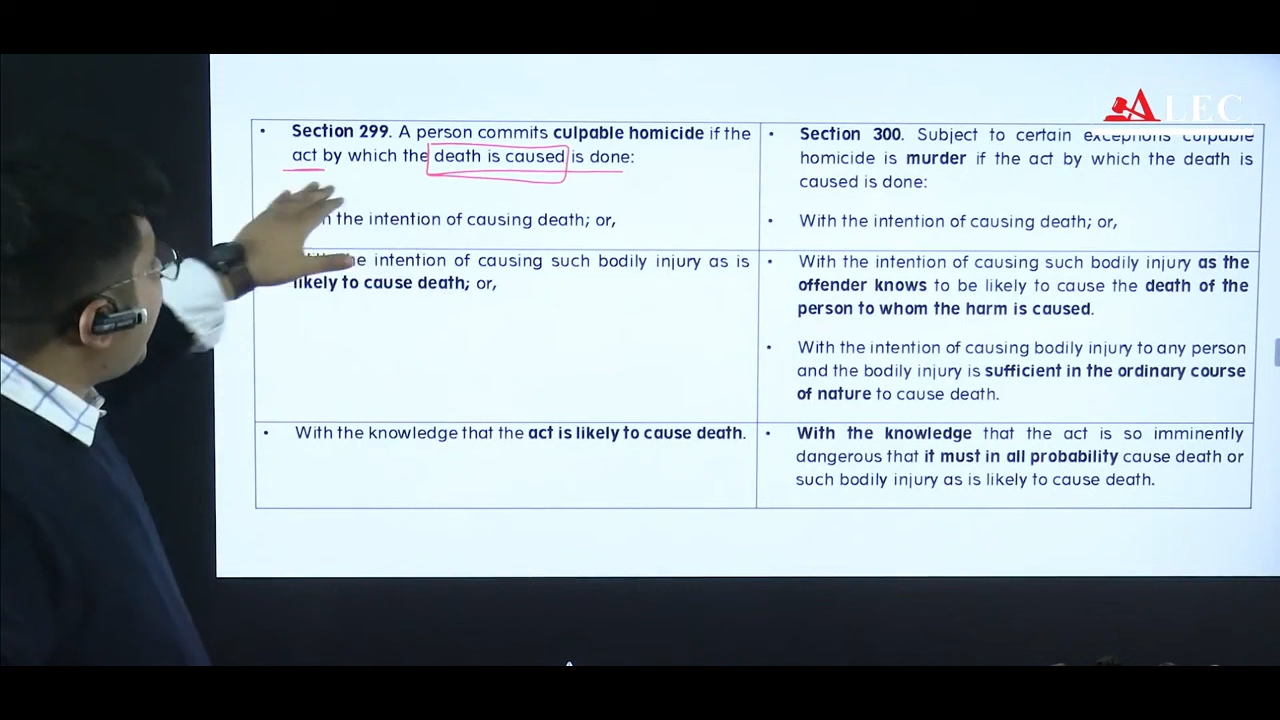 ALEC
Section 299. A person commits culpable homicide if the
act by which the death is caused is done:
the intention of causing death; or,
intention of causing such bodily injury as is
likely to cause death; or,
With the knowledge that the act is likely to cause death.
Section 300. Subject to certain exceptions culpable
homicide is murder if the act by which the death is
caused is done:
With the intention of causing death; or,
With the intention of causing such bodily injury as the
offender knows to be likely to cause the death of the
person to whom the harm is caused.
With the intention of causing bodily injury to any person
and the bodily injury is sufficient in the ordinary course
of nature to cause death.
With the knowledge that the act is so imminently
dangerous that it must in all probability cause death or
such bodily injury as is likely to cause death.